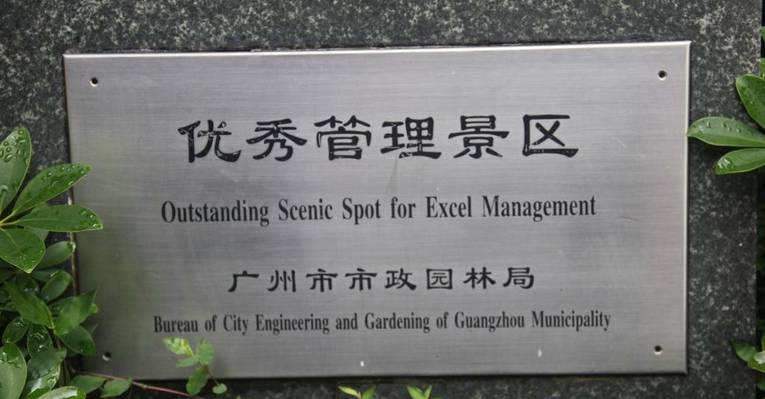 优秀管理景区
Outstanding Scenic Spot for Excel Management
广州市市政园林局
Bureau of City Engineering and Gardening of Guangzhou Municipality